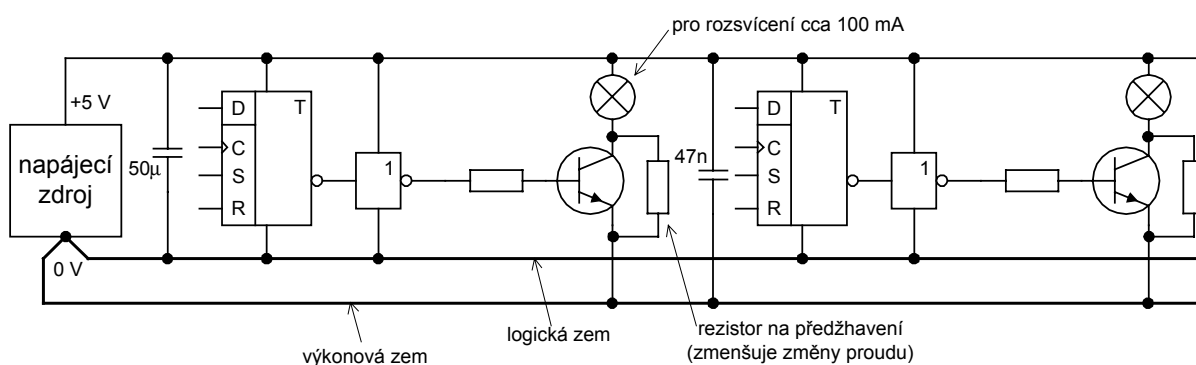 pro rozsvícení cca 100 mA
+5 V
napájecí
zdroj
0 V
50µ
D
T
C
S
R
1
47n
D
T
C
S
R
1
logická zem
výkonová zem
rezistor na předžhavení
(zmenšuje změny proudu)